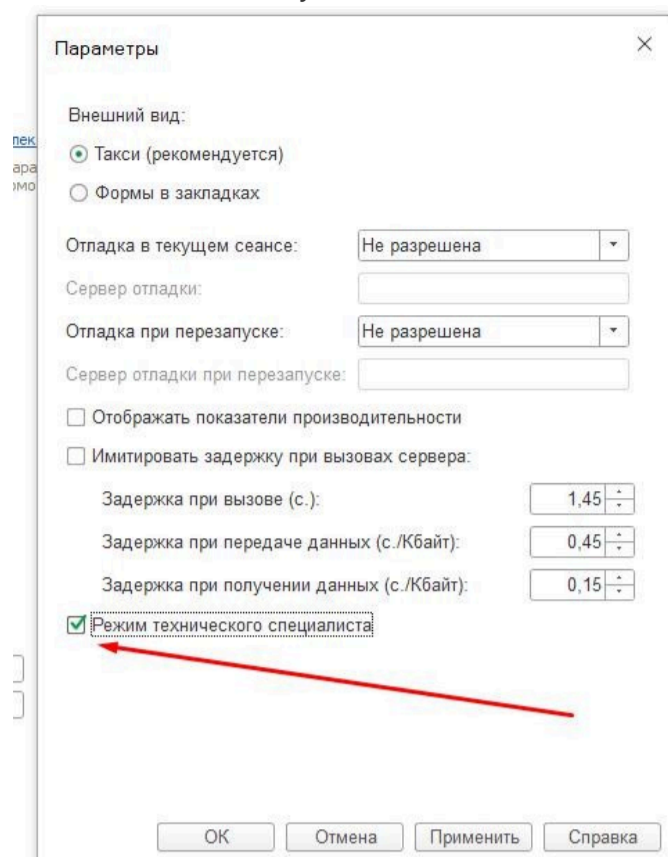 Параметры
Внешний вид:
Такси (рекомендуется)
Формы в закладках
Отладка в текущем сеансе: Не разрешена
Сервер отладки:
Отладка при перезапуске: Не разрешена
Сервер отладки при перезапуске:
Отображать показатели производительности
Имитировать задержку при вызовах сервера:
Задержка при вызове (с.): 1,45
Задержка при передаче данных (с./Кбайт): 0,45
Задержка при получении данных (с./Кбайт): 0,15
Режим технического специалиста
ОК Отмена Применить Справка